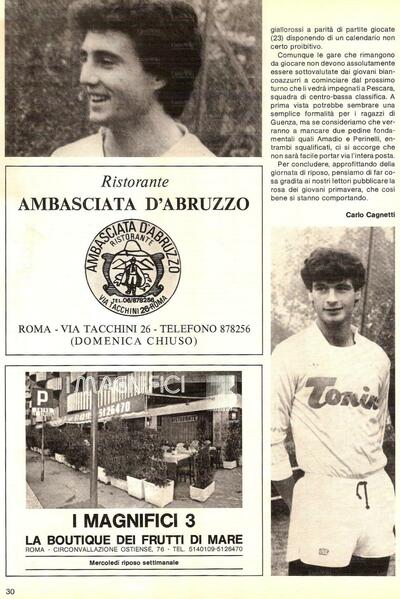 giallorossi a parità di partite giocate
(23) disponendo di un calendario non
certo proibitivo.
Comunque le gare che rimangono
da giocare non devono assolutamente
essere sottovalutate dai giovani bian-
coazzurri a cominciare dal prossimo
turno che li vedrà impegnati a Pescara,
squadra di centro-bassa classifica. A
prima vista potrebbe sembrare una
semplice formalità per i ragazzi di
Guenza, ma se consideriamo che ver-
ranno a mancare due pedine fonda-
mentali quali Amadio e Perinelli, en-
trambi squalificati, ci si accorge che
non sarà facile portar via l'intera posta.
Per concludere, approfittando della
giornata di riposo, pensiamo di far co-
sa gradita ai nostri lettori pubblicare la
rosa dei giovani primavera, che così
bene si stanno comportando.
Carlo Cagnetti
Ristorante
AMBASCIATA D'ABRUZZO
AMBASCIATA D'ABRUZZO
RISTORANTE
TEL.06/878256
VIA TACCHINI 26-ROMA
ROMA - VIA TACCHINI 26 - TELEFONO 878256
(DOMENICA CHIUSO)
Tonin
I MAGNIFICI
P
5126470
RISTORANTE
I MAGNIFICI 3
LA BOUTIQUE DEI FRUTTI DI MARE
ROMA - CIRCONVALLAZIONE OSTIENSE, 76 - TEL. 5140109-5126470
Mercoledì riposo settimanale
30